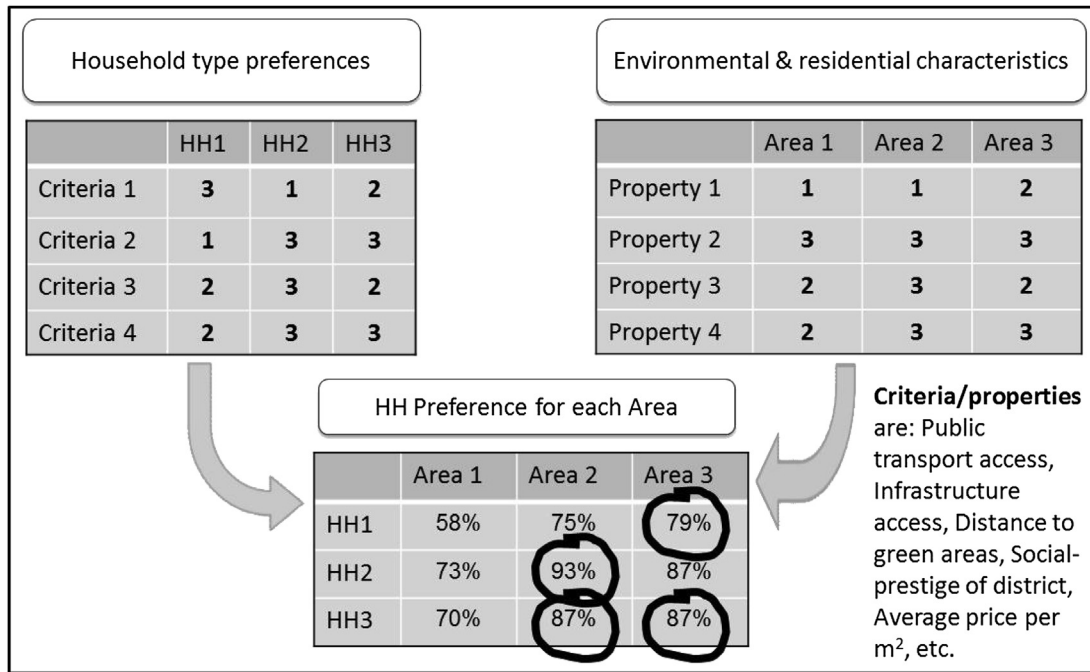 Household type preferences
Environmental & residential characteristics
HH1 HH2 HH3
Criteria 1 3 1 2
Criteria 2 1 3 3
Criteria 3 2 3 2
Criteria 4 2 3 3
Area 1 Area 2 Area 3
Property 1 1 1 2
Property 2 3 3 3
Property 3 2 3 2
Property 4 2 3 3
HH Preference for each Area
Area 1 Area 2 Area 3
HH1 58% 75% 79%
HH2 73% 93% 87%
HH3 70% 87% 87%
Criteria/properties
are: Public
transport access,
Infrastructure
access, Distance to
green areas, Social-
prestige of district,
Average price per
m², etc.